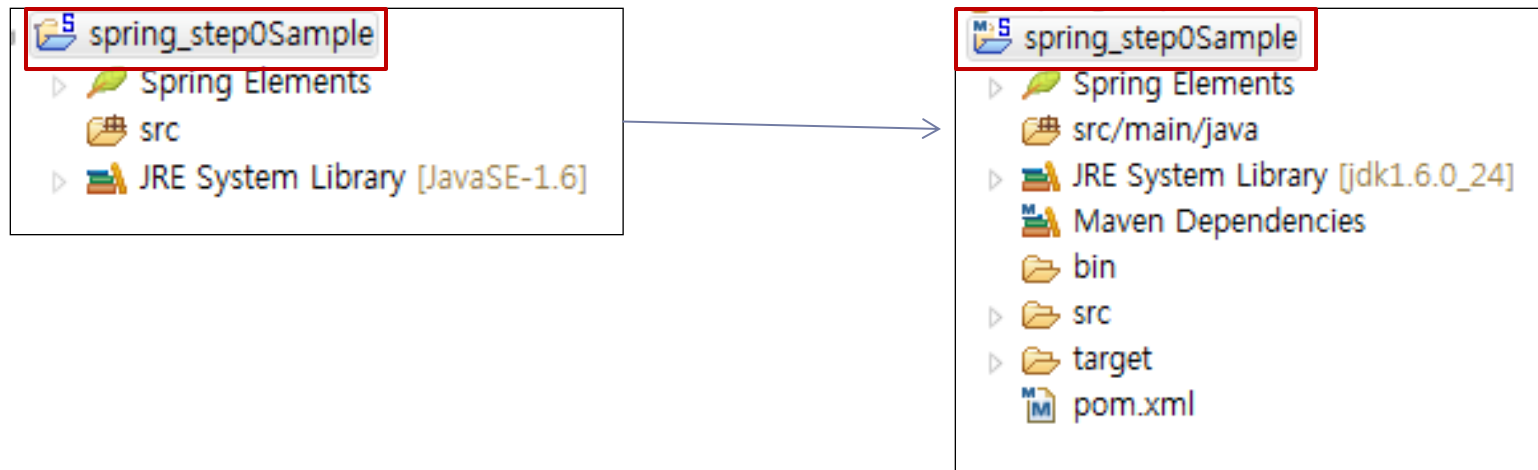 spring_step0Sample
Spring Elements
src
JRE System Library [JavaSE-1.6]
spring_step0Sample
Spring Elements
src/main/java
JRE System Library [jdk1.6.0_24]
Maven Dependencies
bin
src
target
pom.xml